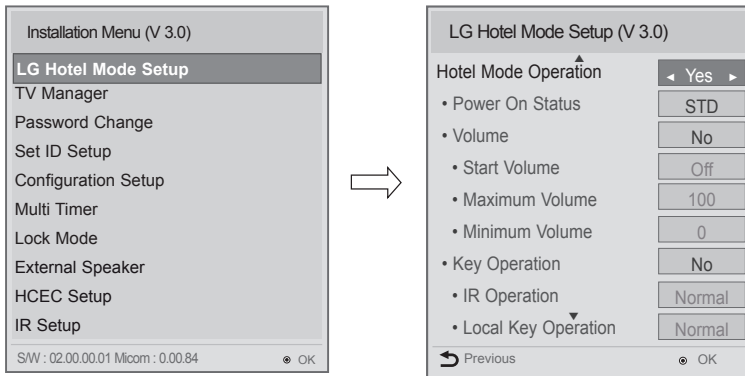 Installation Menu (V 3.0)
LG Hotel Mode Setup
TV Manager
Password Change
Set ID Setup
Configuration Setup
Multi Timer
Lock Mode
External Speaker
HCEC Setup
IR Setup
S/W : 02.00.00.01 Micom : 0.00.84 ◉ OK
LG Hotel Mode Setup (V 3.0)
Hotel Mode Operation ◄ Yes ►
• Power On Status STD
• Volume No
• Start Volume Off
• Maximum Volume 100
• Minimum Volume 0
• Key Operation No
• IR Operation Normal
• Local Key Operation Normal
Previous ◉ OK